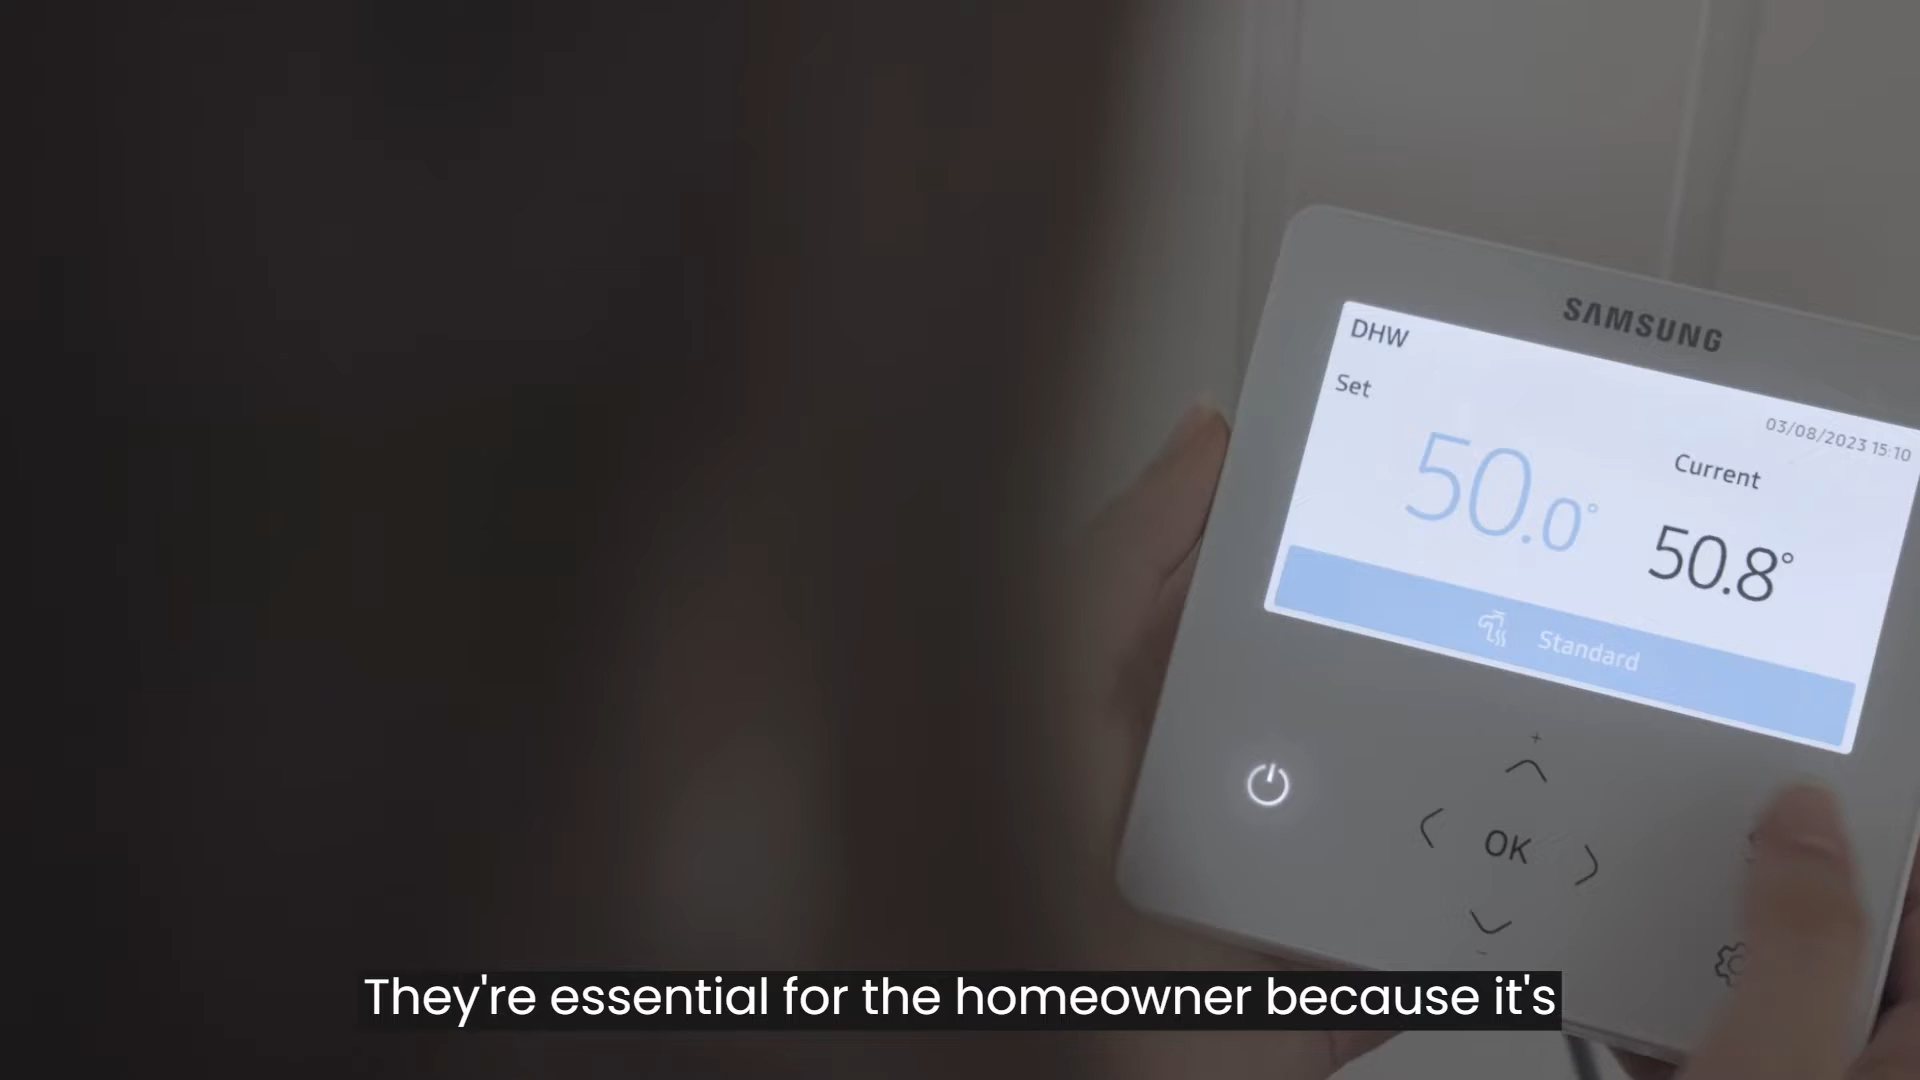 SAMSUNG
DHW
03/08/2023 15:10
Set
Current
50.0°
50.8°
Standard
+
OK
-
They're essential for the homeowner because it's